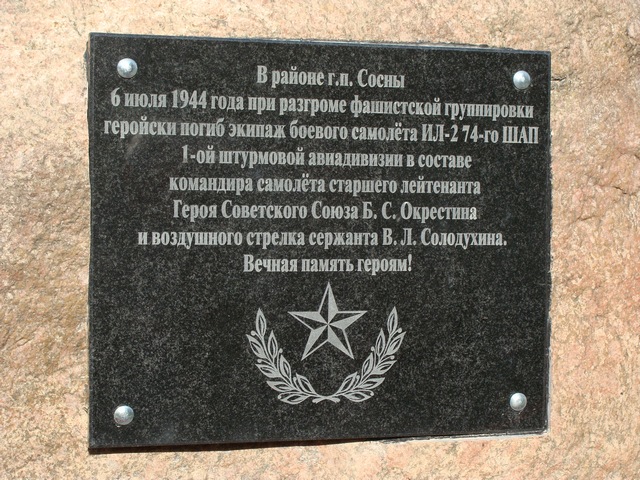 В районе г.п. Сосны
6 июля 1944 года при разгроме фашистской группировки
геройски погиб экипаж боевого самолёта ИЛ-2 74-го ШАП
1-ой штурмовой авиадивизии в составе
командира самолёта старшего лейтенанта
Героя Советского Союза Б. С. Окрестина
и воздушного стрелка сержанта В. Л. Солодухина.
Вечная память героям!